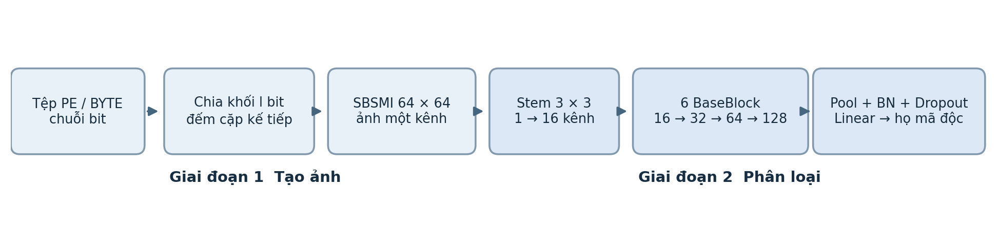 Tệp PE / BYTE
chuỗi bit
Chia khối l bit
đếm cặp kế tiếp
SBSMI 64 × 64
ảnh một kênh
Stem 3 × 3
1 → 16 kênh
6 BaseBlock
16 → 32 → 64 → 128
Pool + BN + Dropout
Linear → họ mã độc
Giai đoạn 1  Tạo ảnh
Giai đoạn 2  Phân loại